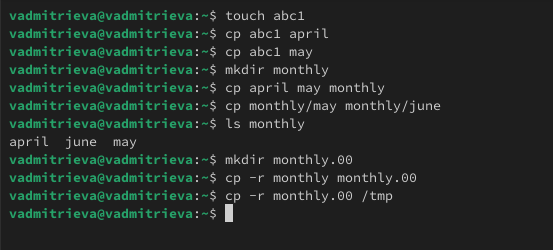 vadmitrieva@vadmitrieva:~$ touch abc1
vadmitrieva@vadmitrieva:~$ cp abc1 april
vadmitrieva@vadmitrieva:~$ cp abc1 may
vadmitrieva@vadmitrieva:~$ mkdir monthly
vadmitrieva@vadmitrieva:~$ cp april may monthly
vadmitrieva@vadmitrieva:~$ cp monthly/may monthly/june
vadmitrieva@vadmitrieva:~$ ls monthly
april  june  may
vadmitrieva@vadmitrieva:~$ mkdir monthly.00
vadmitrieva@vadmitrieva:~$ cp -r monthly monthly.00
vadmitrieva@vadmitrieva:~$ cp -r monthly.00 /tmp
vadmitrieva@vadmitrieva:~$